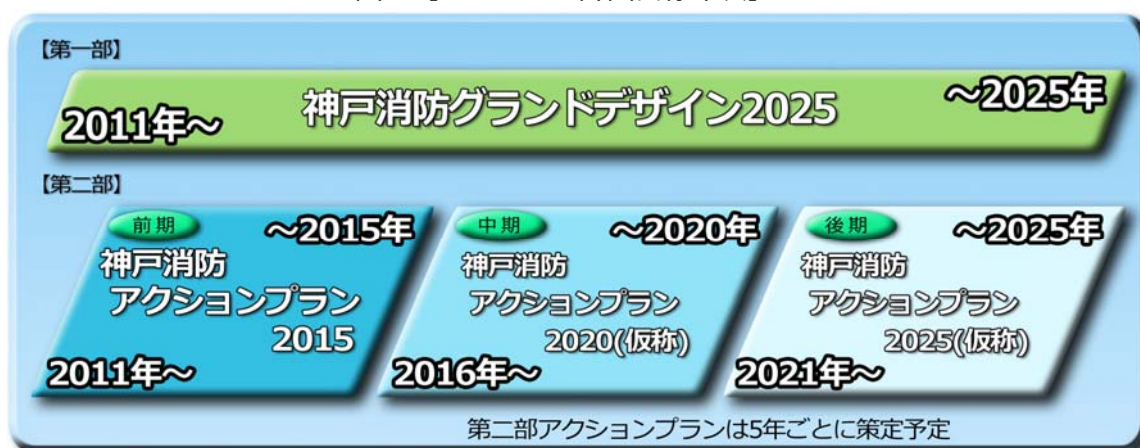 【第一部】
2011年～ 神戸消防グランドデザイン2025 ～2025年
【第二部】
前期 ～2015年
神戸消防
アクションプラン
2015
2011年～
中期 ～2020年
神戸消防
アクションプラン
2020(仮称)
2016年～
後期 ～2025年
神戸消防
アクションプラン
2025(仮称)
2021年～
第二部アクションプランは5年ごとに策定予定